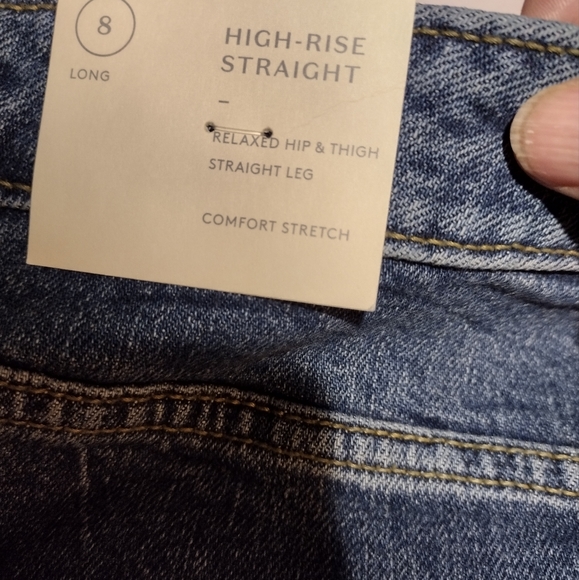 8
LONG
HIGH-RISE
STRAIGHT
–
RELAXED HIP & THIGH
STRAIGHT LEG
COMFORT STRETCH